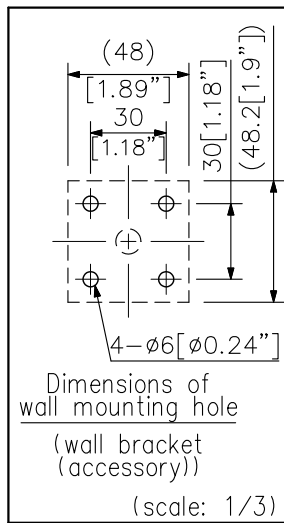 (48)
[1.89”]
30
[1.18”]
30[1.18”]
(48.2[1.9”])
4-ø6[ø0.24”]
Dimensions of
wall mounting hole
(wall bracket
(accessory))
(scale: 1/3)